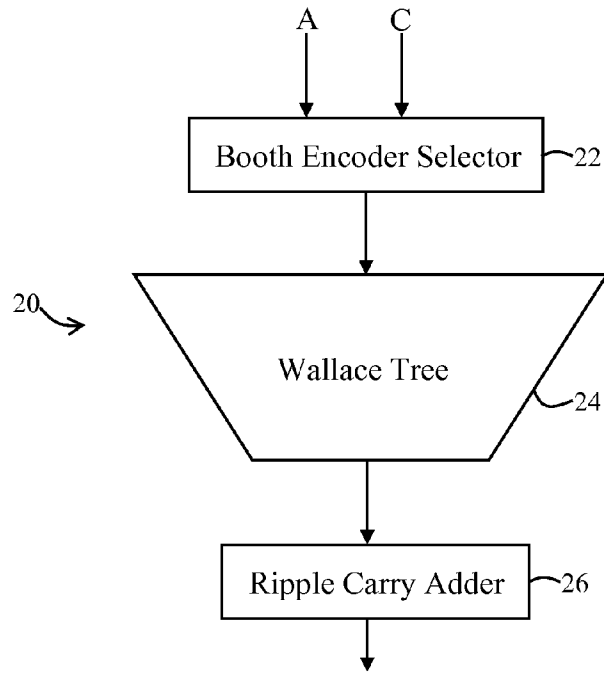 A C
Booth Encoder Selector 22
20
Wallace Tree
24
Ripple Carry Adder 26